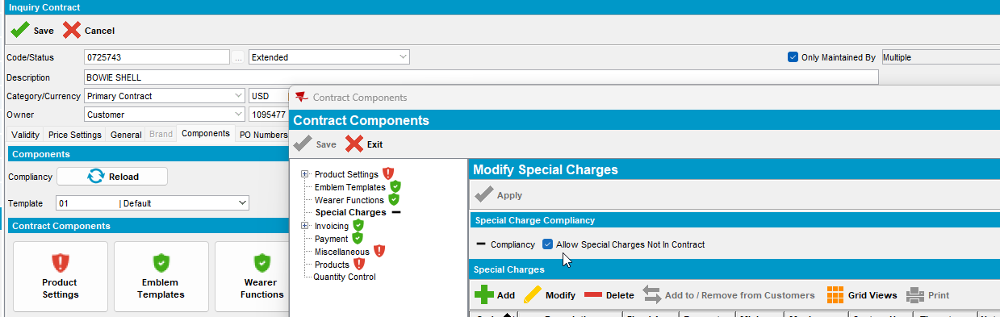 Inquiry Contract
Save Cancel
Code/Status 0725743 ... Extended Only Maintained By Multiple
Description BOWIE SHELL
Category/Currency Primary Contract USD
Owner Customer 1095477
Validity Price Settings General Brand Components PO Numbers
Components
Compliancy Reload
Template 01 | Default
Contract Components
Product Settings
Emblem Templates
Wearer Functions
Contract Components
Contract Components
Save Exit
Product Settings
Emblem Templates
Wearer Functions
Special Charges
Invoicing
Payment
Miscellaneous
Products
Quantity Control
Modify Special Charges
Apply
Special Charge Compliancy
Compliancy Allow Special Charges Not In Contract
Special Charges
Add Modify Delete Add to / Remove from Customers Grid Views Print